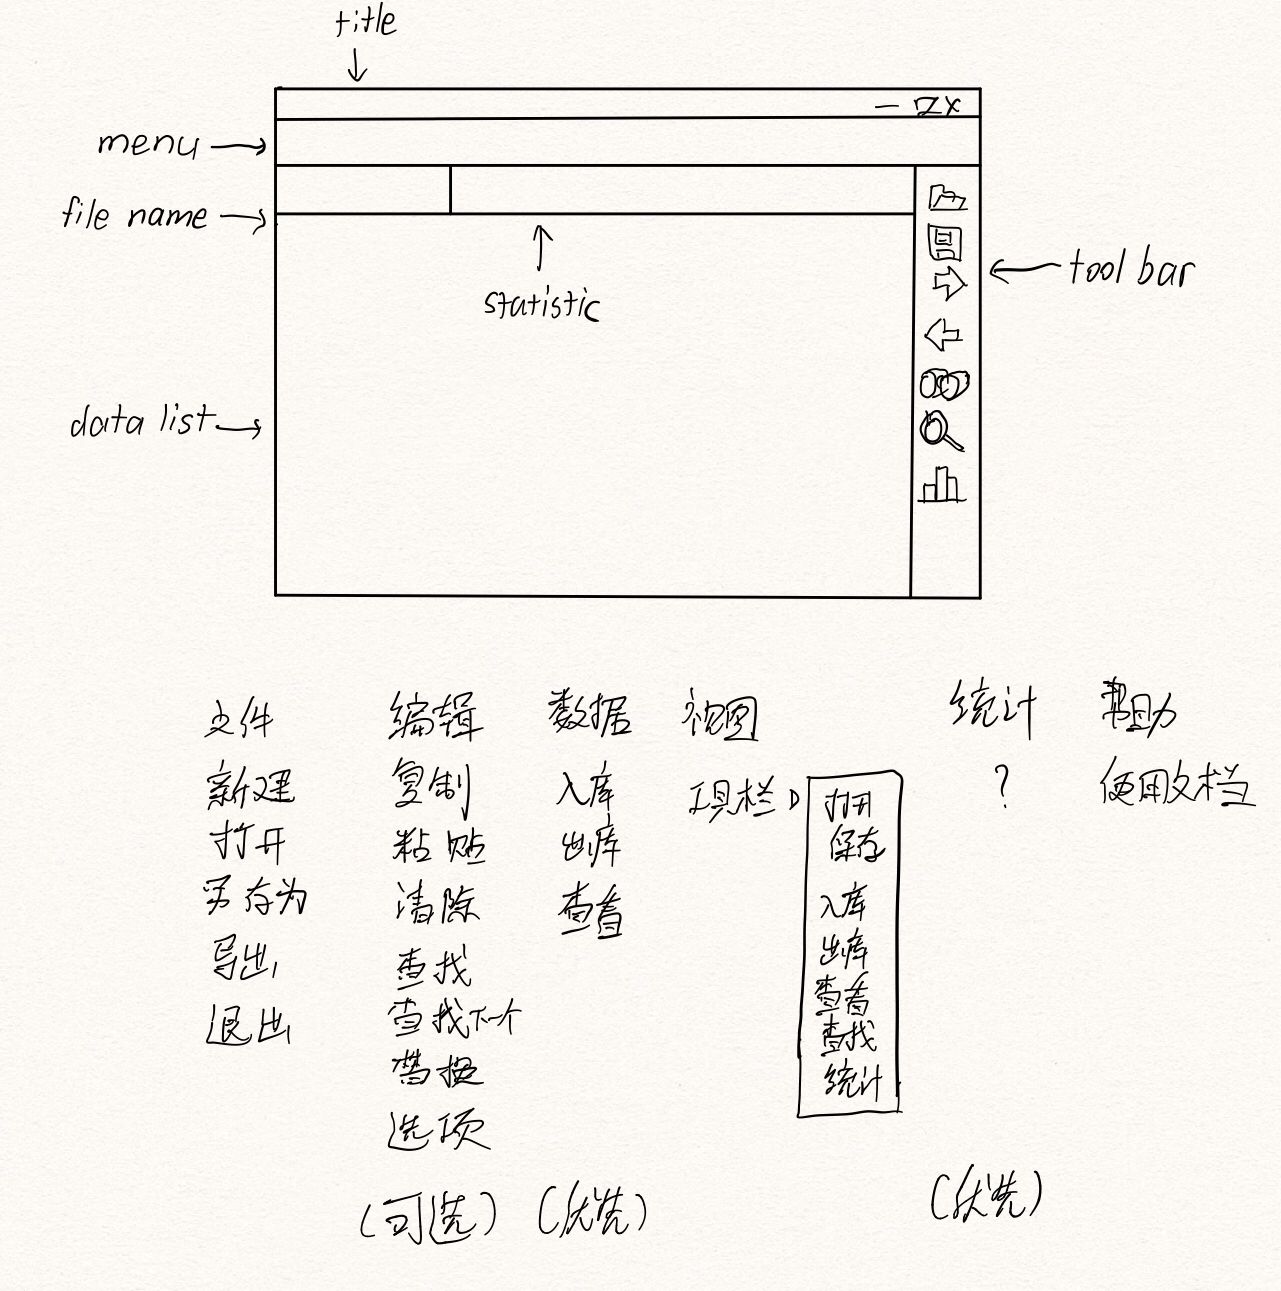 title
menu
file name
statistic
tool bar
data list
文件 编辑 数据 视图 统计 帮助
新建 复制 入库 工具栏 打开 ? 使用文档
打开 粘贴 出库 保存
另存为 清除 查看 入库
导出 查找 出库
退出 查找下一个 查看
替换 查找
选项 统计
(可选) (优选) (优选)